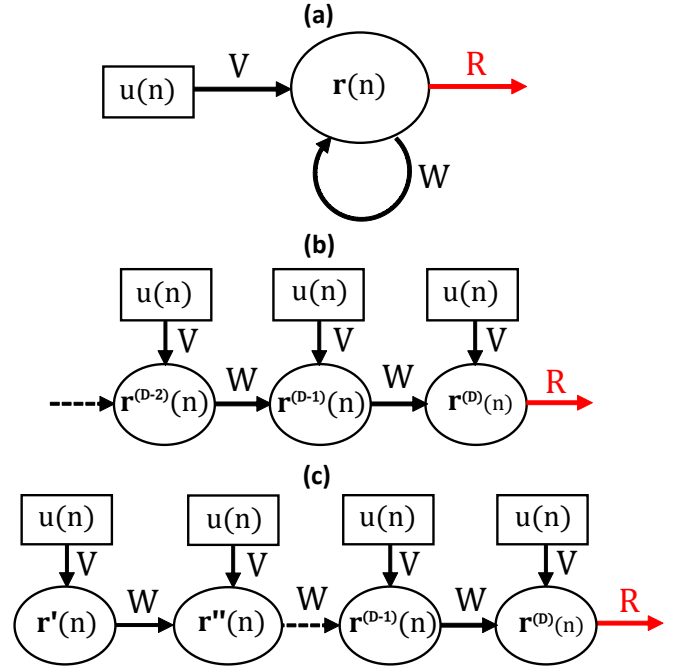 (a)
u(n) V r(n) R
W
(b)
u(n) u(n) u(n)
V V V
r(D-2)(n) W r(D-1)(n) W r(D)(n) R
(c)
u(n) u(n) u(n) u(n)
V V V V
r'(n) W r''(n) W r(D-1)(n) W r(D)(n) R